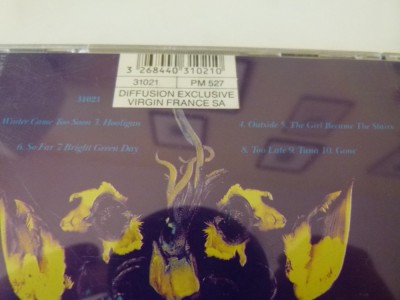 3 268440 310210
31021 PM 527
DIFFUSION EXCLUSIVE
VIRGIN FRANCE SA
31021
Winter Came Too Soon 3. Hooligan
4. Outside 5. The Girl Became The Stairs
6. So Far 7. Bright Green Day
8. Too Late 9. Tuna 10. Gone